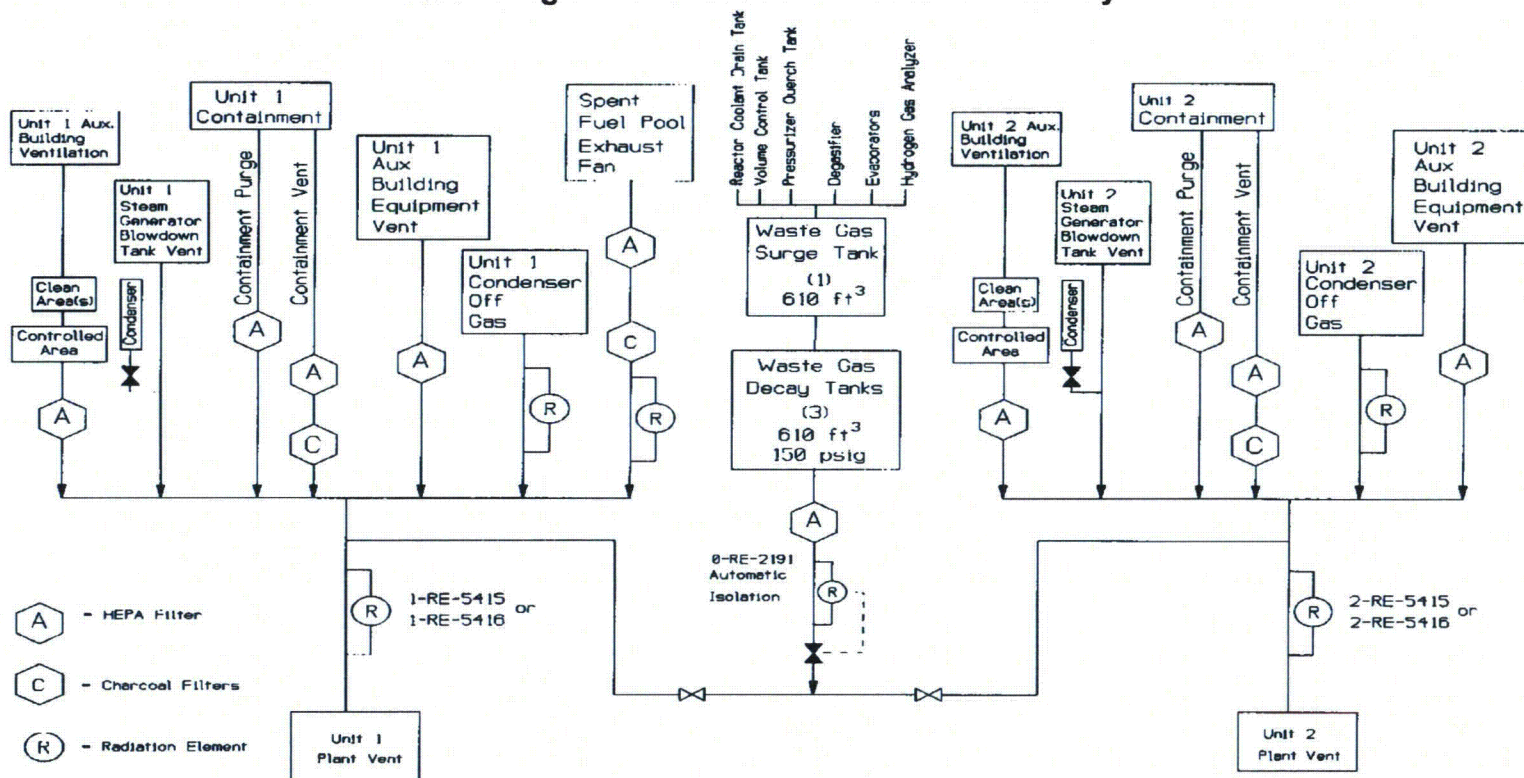 Reactor Coolant Drain Tank
Volume Control Tank
Pressurizer Quench Tank
Degasifier
Evaporators
Hydrogen Gas Analyzer
Unit 1 Aux.
Building
Ventilation
Clean
Area(s)
Controlled
Area
A
Unit 1
Steam
Generator
Blowdown
Tank Vent
Condenser
Unit 1
Containment
Containment Purge
A
Containment Vent
A
C
Unit 1
Aux
Building
Equipment
Vent
A
Unit 1
Condenser
Off
Gas
R
Spent
Fuel Pool
Exhaust
Fan
A
C
R
Waste Gas
Surge Tank
(1)
610 ft³
Waste Gas
Decay Tanks
(3)
610 ft³
150 psig
A
0-RE-2191
Automatic
Isolation
R
Unit 2 Aux.
Building
Ventilation
Clean
Area(s)
Controlled
Area
A
Unit 2
Steam
Generator
Blowdown
Tank Vent
Condenser
Unit 2
Containment
Containment Purge
A
Containment Vent
A
C
Unit 2
Condenser
Off
Gas
R
Unit 2
Aux
Building
Equipment
Vent
A
R
1-RE-5415 or
1-RE-5416
R
2-RE-5415 or
2-RE-5416
A - HEPA Filter
C - Charcoal Filters
R - Radiation Element
Unit 1
Plant Vent
Unit 2
Plant Vent